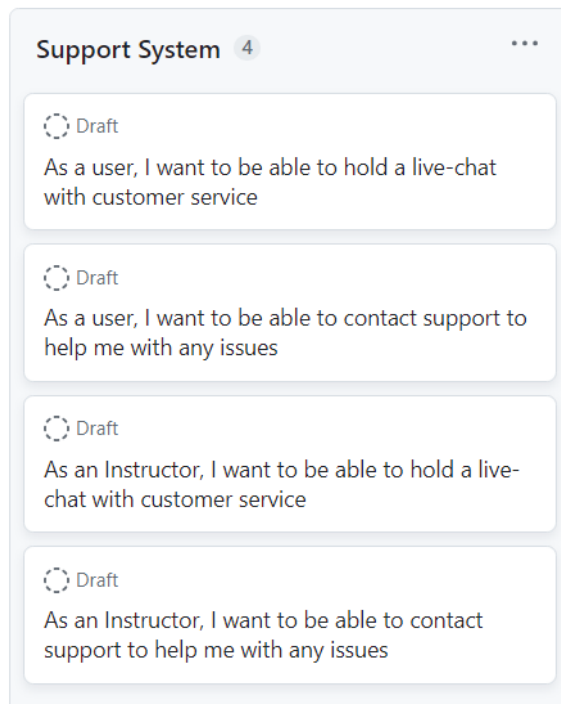 Support System 4
Draft
As a user, I want to be able to hold a live-chat
with customer service
Draft
As a user, I want to be able to contact support to
help me with any issues
Draft
As an Instructor, I want to be able to hold a live-
chat with customer service
Draft
As an Instructor, I want to be able to contact
support to help me with any issues